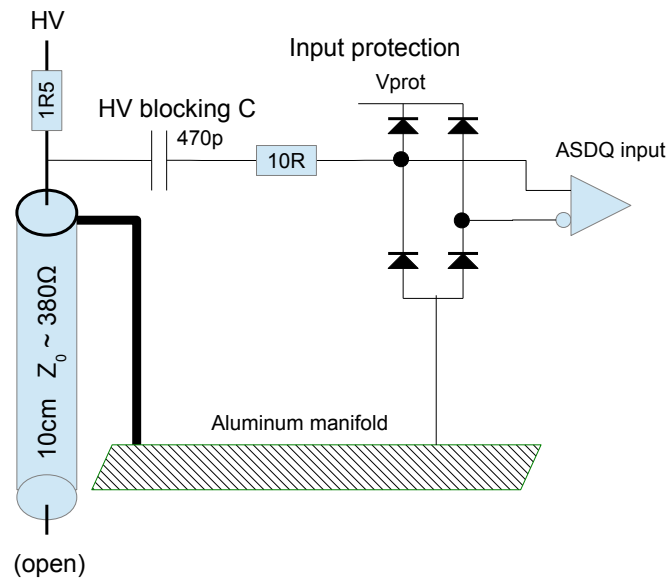 HV
1R5
HV blocking C
470p
10R
Input protection
Vprot
ASDQ input
10cm Z0 ~ 380Ω
Aluminum manifold
(open)